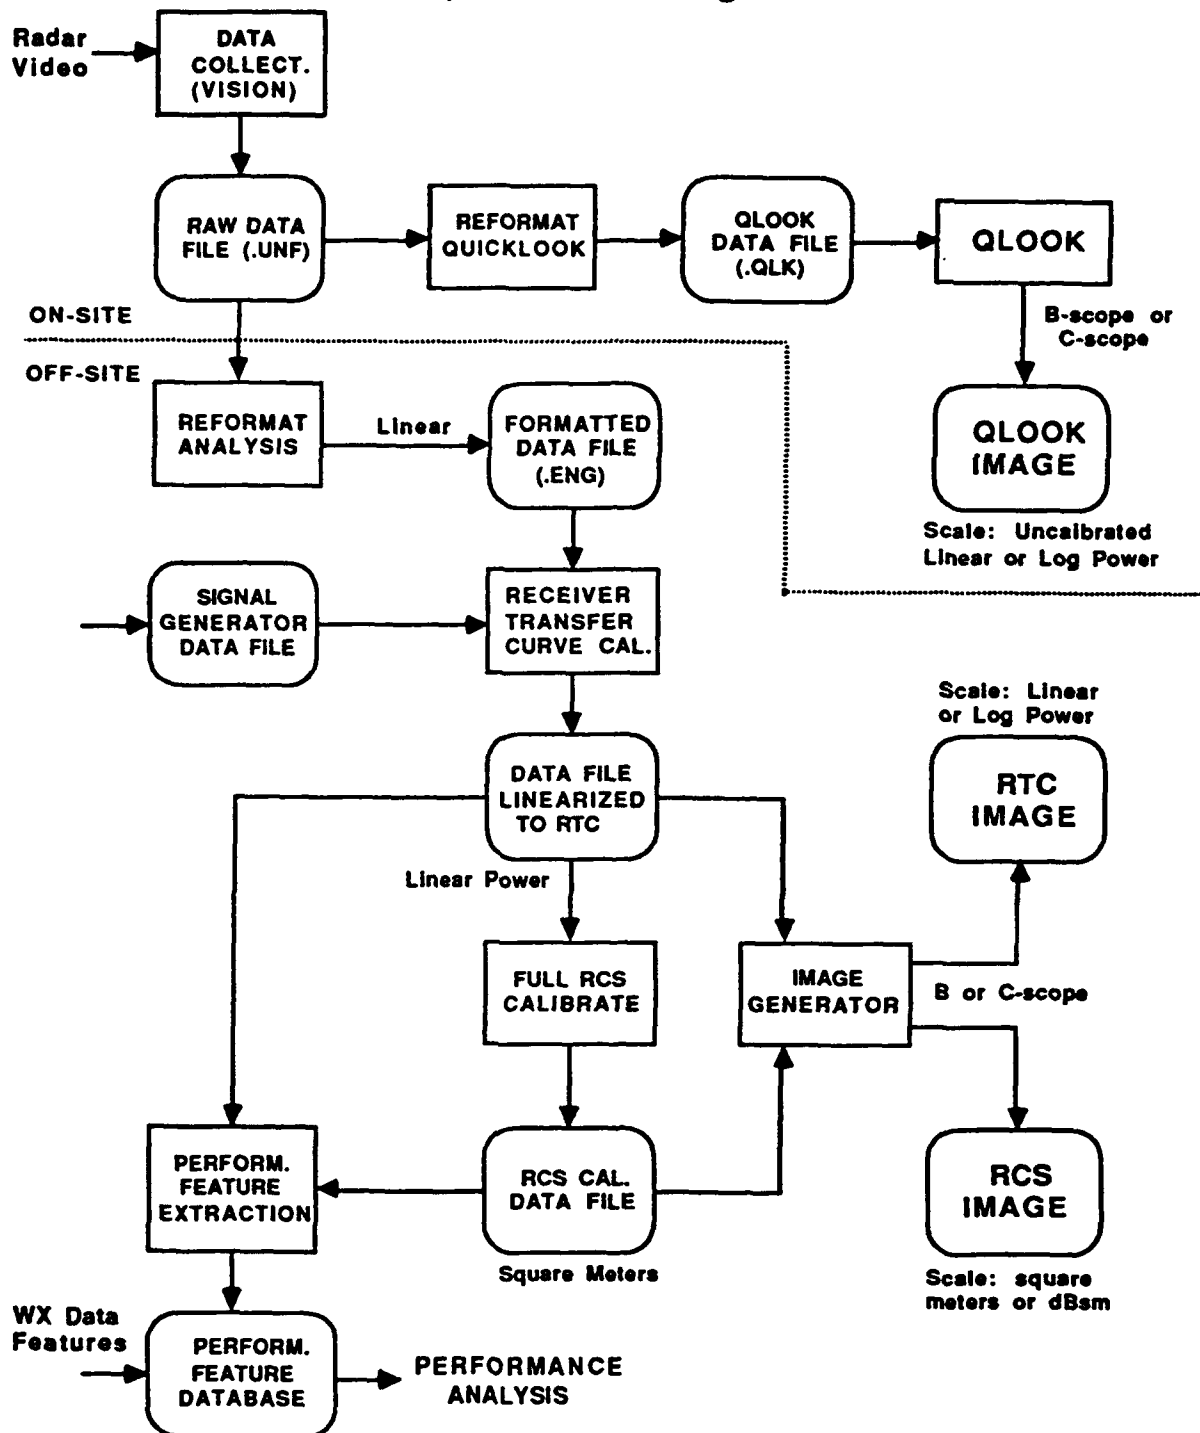 Radar
Video
DATA
COLLECT.
(VISION)
RAW DATA
FILE (.UNF)
REFORMAT
QUICKLOOK
QLOOK
DATA FILE
(.QLK)
QLOOK
ON-SITE
B-scope or
C-scope
OFF-SITE
REFORMAT
ANALYSIS
Linear
FORMATTED
DATA FILE
(.ENG)
QLOOK
IMAGE
Scale: Uncalibrated
Linear or Log Power
SIGNAL
GENERATOR
DATA FILE
RECEIVER
TRANSFER
CURVE CAL.
Scale: Linear
or Log Power
DATA FILE
LINEARIZED
TO RTC
RTC
IMAGE
Linear Power
FULL RCS
CALIBRATE
IMAGE
GENERATOR
B or C-scope
PERFORM.
FEATURE
EXTRACTION
RCS CAL.
DATA FILE
RCS
IMAGE
Square Meters
Scale: square
meters or dBsm
WX Data
Features
PERFORM.
FEATURE
DATABASE
PERFORMANCE
ANALYSIS